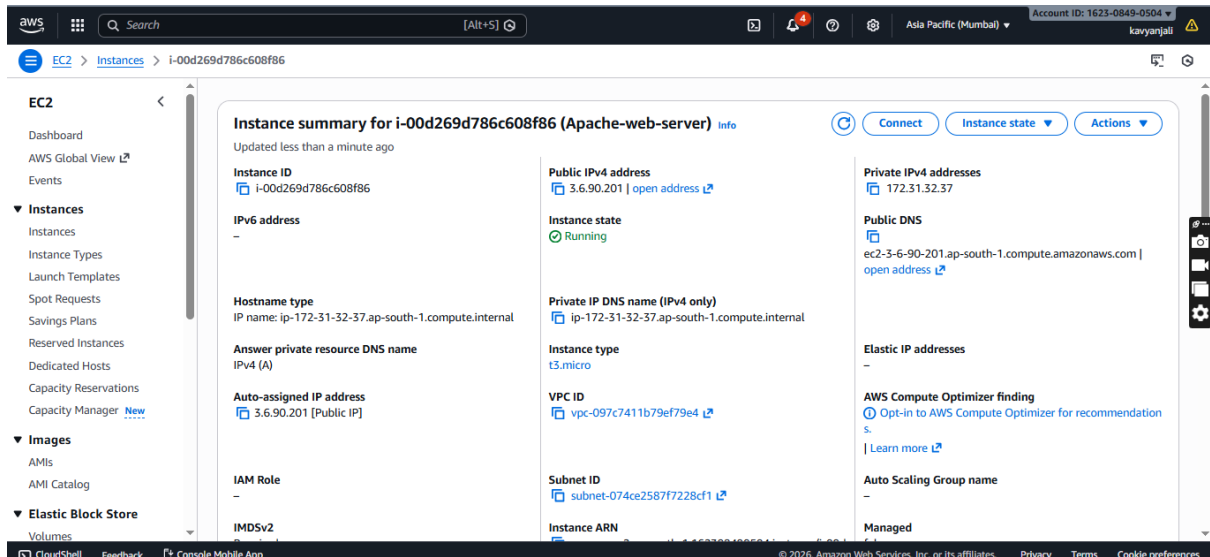 aws
Search [Alt+S]
4
Asia Pacific (Mumbai)
Account ID: 1623-0849-0504
kavyanjali
EC2 > Instances > i-00d269d786c608f86
EC2
Dashboard
AWS Global View
Events
Instances
Instances
Instance Types
Launch Templates
Spot Requests
Savings Plans
Reserved Instances
Dedicated Hosts
Capacity Reservations
Capacity Manager New
Images
AMIs
AMI Catalog
Elastic Block Store
Volumes
Instance summary for i-00d269d786c608f86 (Apache-web-server) Info
Connect
Instance state
Actions
Updated less than a minute ago
Instance ID
i-00d269d786c608f86
Public IPv4 address
3.6.90.201 | open address
Private IPv4 addresses
172.31.32.37
IPv6 address
–
Instance state
Running
Public DNS
ec2-3-6-90-201.ap-south-1.compute.amazonaws.com |
open address
Hostname type
IP name: ip-172-31-32-37.ap-south-1.compute.internal
Private IP DNS name (IPv4 only)
ip-172-31-32-37.ap-south-1.compute.internal
Answer private resource DNS name
IPv4 (A)
Instance type
t3.micro
Elastic IP addresses
–
Auto-assigned IP address
3.6.90.201 [Public IP]
VPC ID
vpc-097c7411b79ef79e4
AWS Compute Optimizer finding
Opt-in to AWS Compute Optimizer for recommendation
s.
| Learn more
IAM Role
–
Subnet ID
subnet-074ce2587f7228cf1
Auto Scaling Group name
–
IMDSv2
Instance ARN
Managed
CloudShell Feedback Console Mobile App
© 2026, Amazon Web Services, Inc. or its affiliates. Privacy Terms Cookie preferences